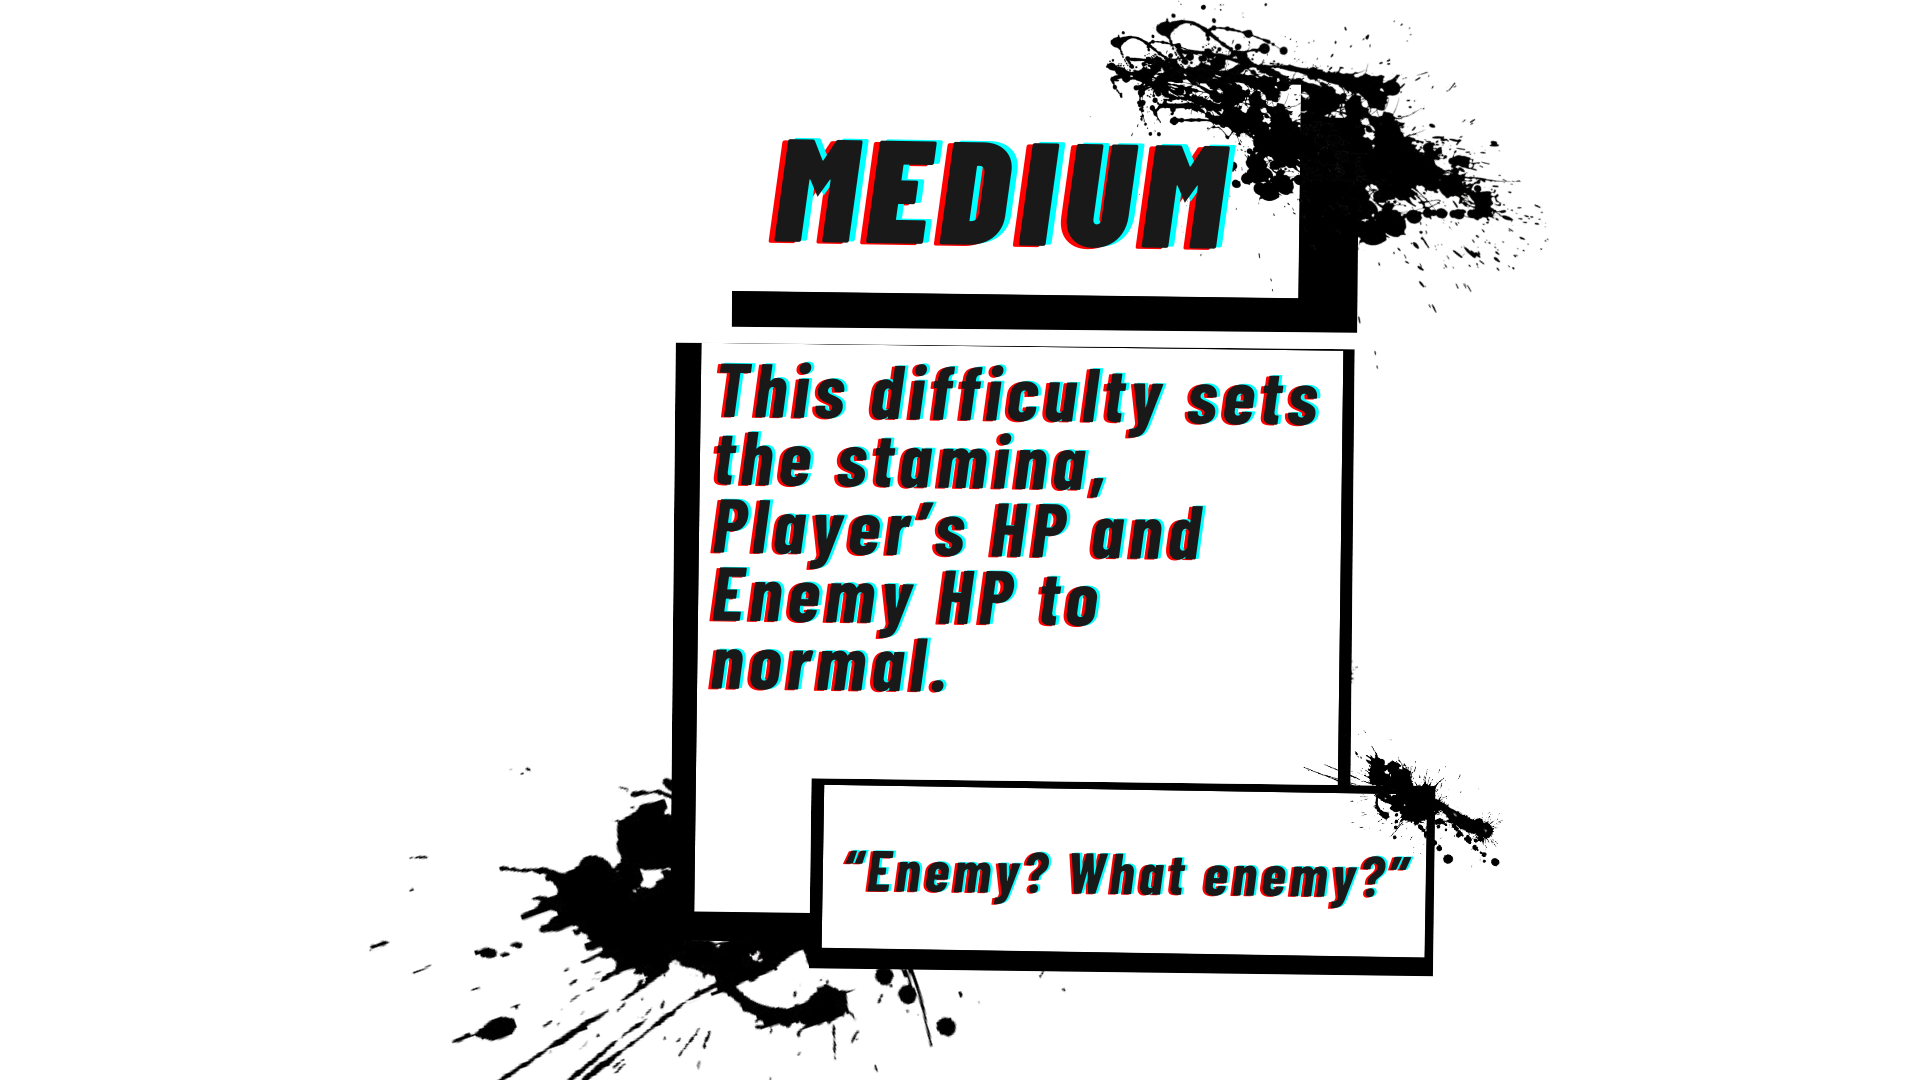 MEDIUM
This difficulty sets
the stamina,
Player’s HP and
Enemy HP to
normal.
“Enemy? What enemy?”